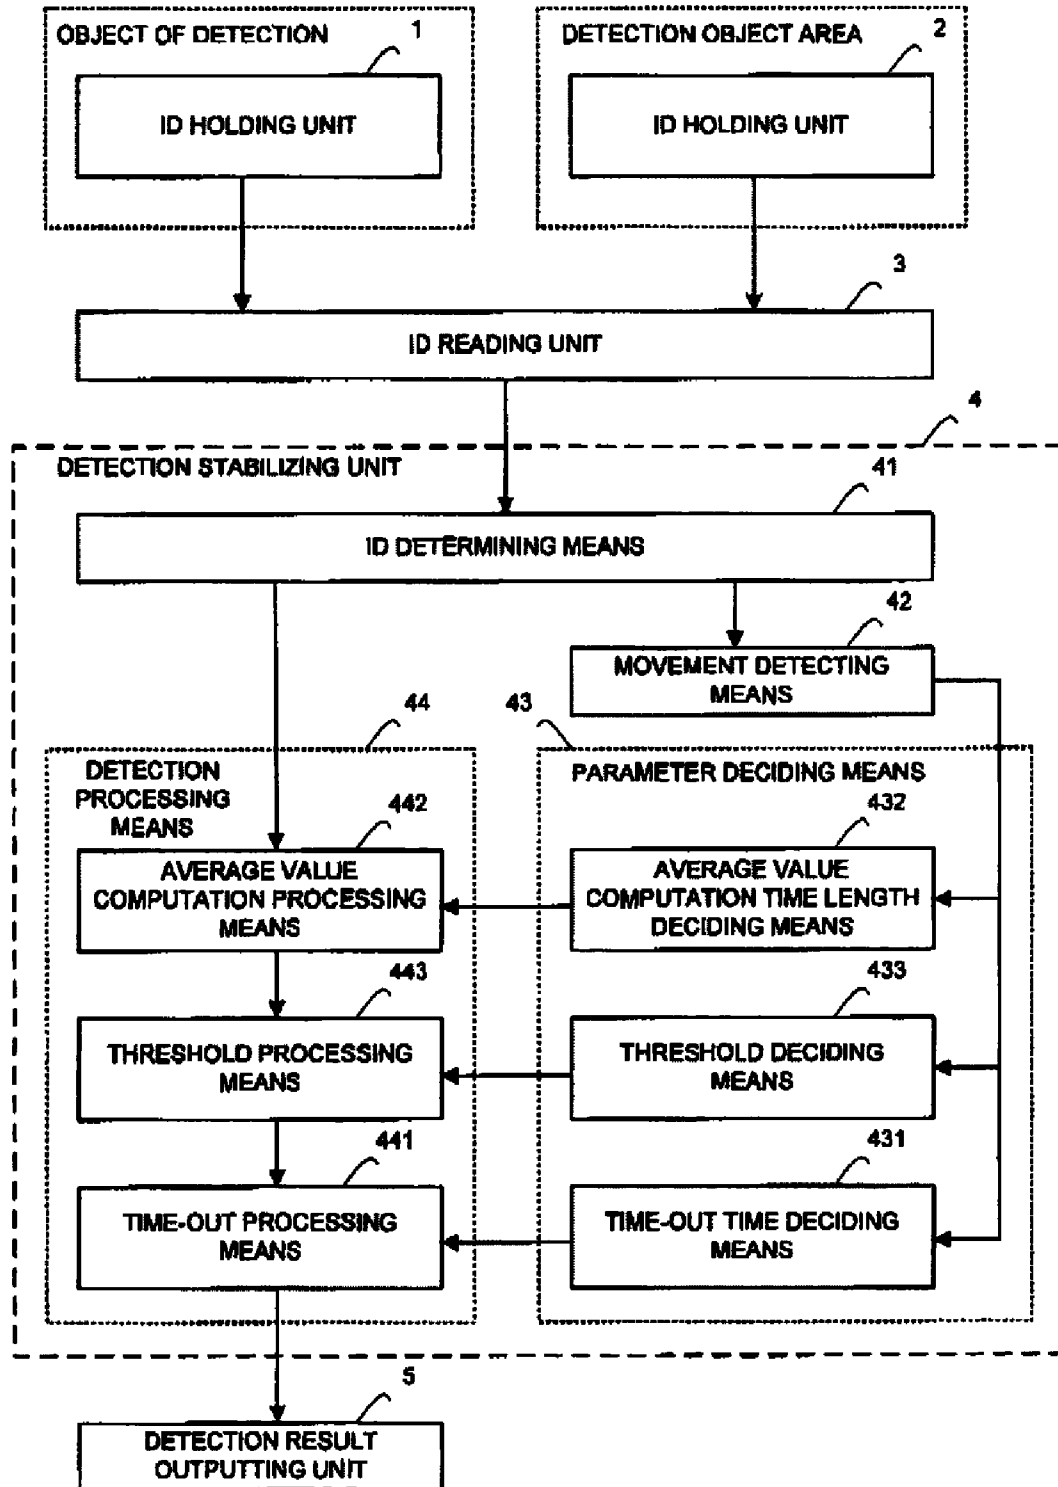 OBJECT OF DETECTION
1
ID HOLDING UNIT
DETECTION OBJECT AREA
2
ID HOLDING UNIT
3
ID READING UNIT
4
DETECTION STABILIZING UNIT
41
ID DETERMINING MEANS
42
MOVEMENT DETECTING
MEANS
44
DETECTION
PROCESSING
MEANS
43
PARAMETER DECIDING MEANS
442
AVERAGE VALUE
COMPUTATION PROCESSING
MEANS
432
AVERAGE VALUE
COMPUTATION TIME LENGTH
DECIDING MEANS
443
THRESHOLD PROCESSING
MEANS
433
THRESHOLD DECIDING
MEANS
441
TIME-OUT PROCESSING
MEANS
431
TIME-OUT TIME DECIDING
MEANS
5
DETECTION RESULT
OUTPUTTING UNIT